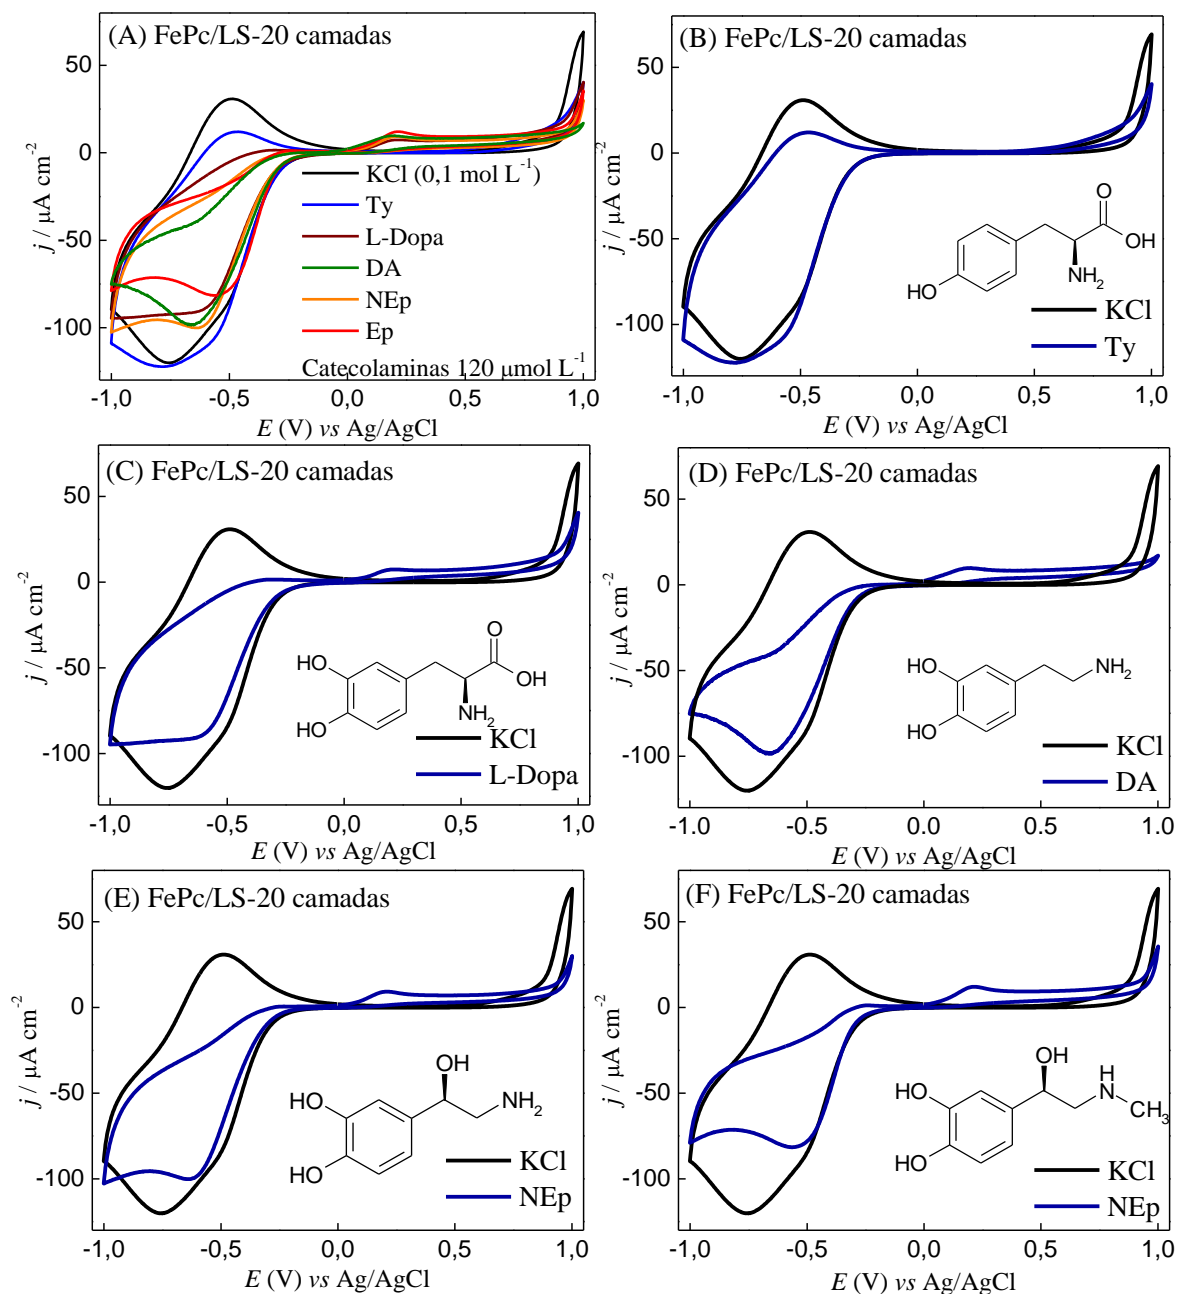 (A) FePc/LS-20 camadas
50
0
-50
-100
j / µA cm-2
KCl (0,1 mol L-1)
Ty
L-Dopa
DA
NEp
Ep
Catecolaminas 120 µmol L-1
-1,0 -0,5 0,0 0,5 1,0
E (V) vs Ag/AgCl
(B) FePc/LS-20 camadas
50
0
-50
-100
j / µA cm-2
O
OH
NH2
HO
KCl
Ty
-1,0 -0,5 0,0 0,5 1,0
E (V) vs Ag/AgCl
(C) FePc/LS-20 camadas
50
0
-50
-100
j / µA cm-2
O
HO
OH
NH2
HO
KCl
L-Dopa
-1,0 -0,5 0,0 0,5 1,0
E (V) vs Ag/AgCl
(D) FePc/LS-20 camadas
50
0
-50
-100
j / µA cm-2
HO
NH2
HO
KCl
DA
-1,0 -0,5 0,0 0,5 1,0
E (V) vs Ag/AgCl
(E) FePc/LS-20 camadas
50
0
-50
-100
j / µA cm-2
OH
HO
NH2
HO
KCl
NEp
-1,0 -0,5 0,0 0,5 1,0
E (V) vs Ag/AgCl
(F) FePc/LS-20 camadas
50
0
-50
-100
j / µA cm-2
OH
H
N
HO
CH3
HO
KCl
NEp
-1,0 -0,5 0,0 0,5 1,0
E (V) vs Ag/AgCl